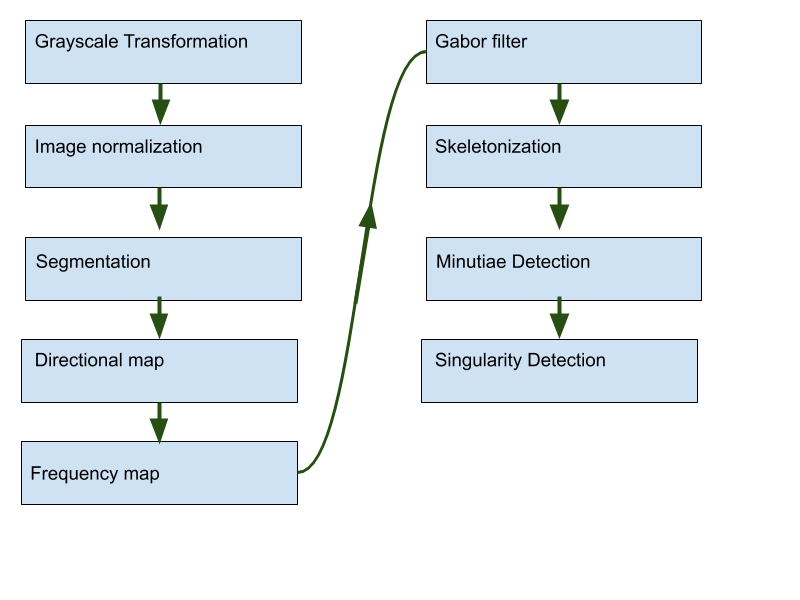 Grayscale Transformation
Image normalization
Segmentation
Directional map
Frequency map
Gabor filter
Skeletonization
Minutiae Detection
Singularity Detection